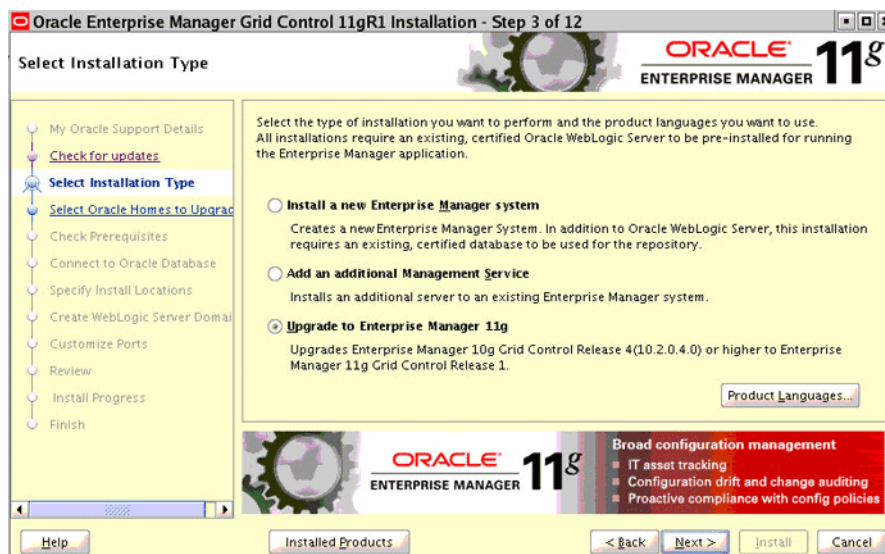 Oracle Enterprise Manager Grid Control 11gR1 Installation - Step 3 of 12
Select Installation Type
ORACLE
ENTERPRISE MANAGER 11g
My Oracle Support Details
Check for updates
Select Installation Type
Select Oracle Homes to Upgrad
Check Prerequisites
Connect to Oracle Database
Specify Install Locations
Create WebLogic Server Domai
Customize Ports
Review
Install Progress
Finish
Select the type of installation you want to perform and the product languages you want to use.
All installations require an existing, certified Oracle WebLogic Server to be pre-installed for running
the Enterprise Manager application.
Install a new Enterprise Manager system
Creates a new Enterprise Manager System. In addition to Oracle WebLogic Server, this installation
requires an existing, certified database to be used for the repository.
Add an additional Management Service
Installs an additional server to an existing Enterprise Manager system.
Upgrade to Enterprise Manager 11g
Upgrades Enterprise Manager 10g Grid Control Release 4(10.2.0.4.0) or higher to Enterprise
Manager 11g Grid Control Release 1.
Product Languages...
ORACLE
ENTERPRISE MANAGER 11g
Broad configuration management
IT asset tracking
Configuration drift and change auditing
Proactive compliance with config policies
Help
Installed Products
< Back
Next >
Install
Cancel